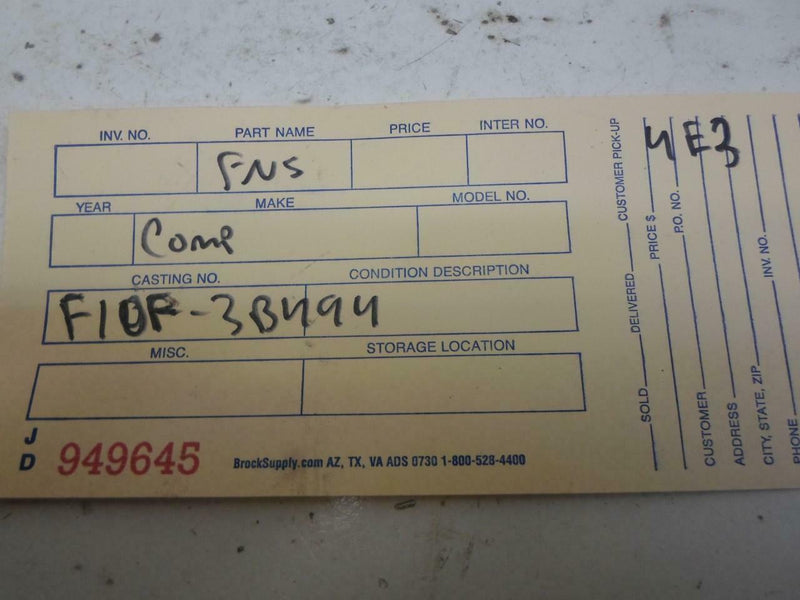 INV. NO. PART NAME PRICE INTER NO.
FNS
YEAR MAKE MODEL NO.
Comp
CASTING NO. CONDITION DESCRIPTION
F10F-3B494
MISC. STORAGE LOCATION
J
D
949645
BrockSupply.com AZ, TX, VA ADS 0730 1-800-528-4400
SOLD DELIVERED CUSTOMER PICK-UP
PRICE $
P.O. NO.
CUSTOMER
ADDRESS
CITY, STATE, ZIP
INV. NO.
PHONE
4E3